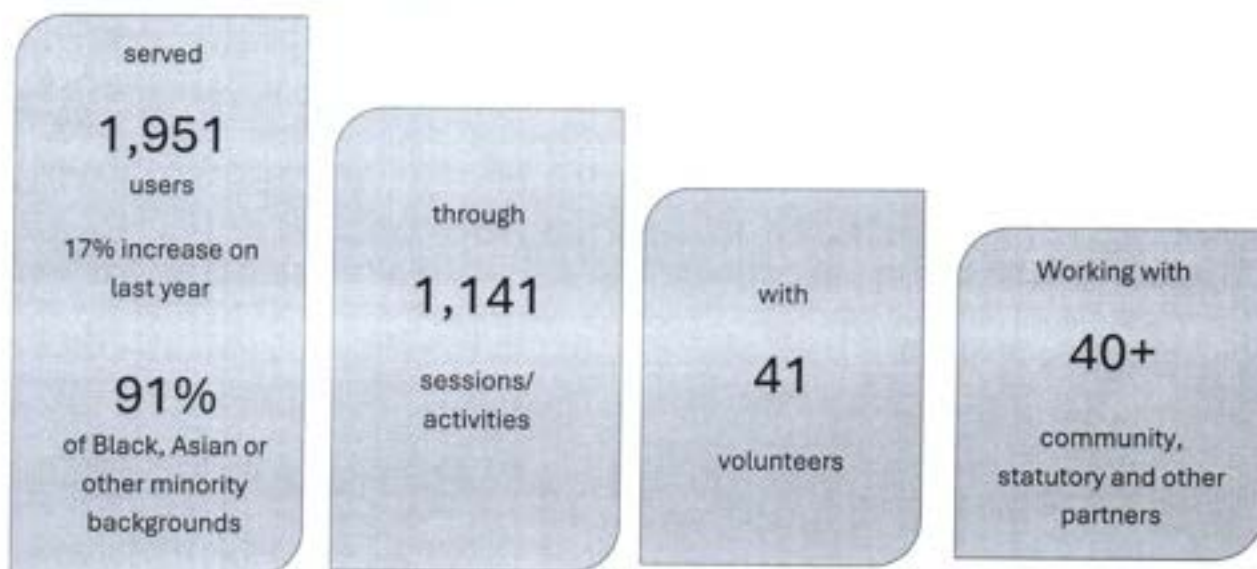 served
1,951
users
17% increase on
last year
91%
of Black, Asian or
other minority
backgrounds
through
1,141
sessions/
activities
with
41
volunteers
Working with
40+
community,
statutory and other
partners